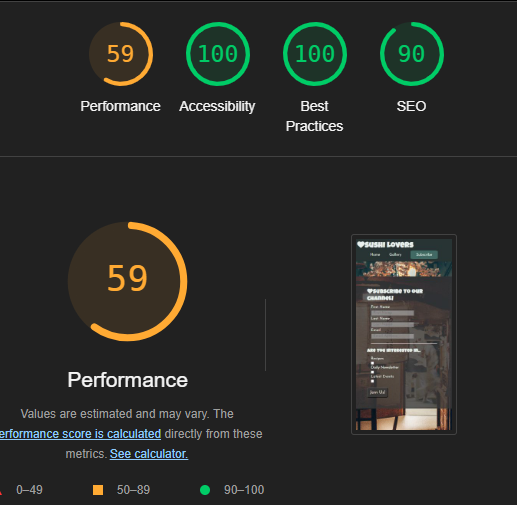 59
100
100
90
Performance
Accessibility
Best
Practices
SEO
59
Performance
Values are estimated and may vary. The
erformance score is calculated directly from these
metrics. See calculator.
0–49
50–89
90–100
SUSHI LOVERS
Home
Gallery
Subscribe
SUBSCRIBE TO OUR
CHANNEL!
First Name
Last Name
Email
ARE YOU INTERESTED IN...
Daily Newsletter
Latest Events
Join Us!